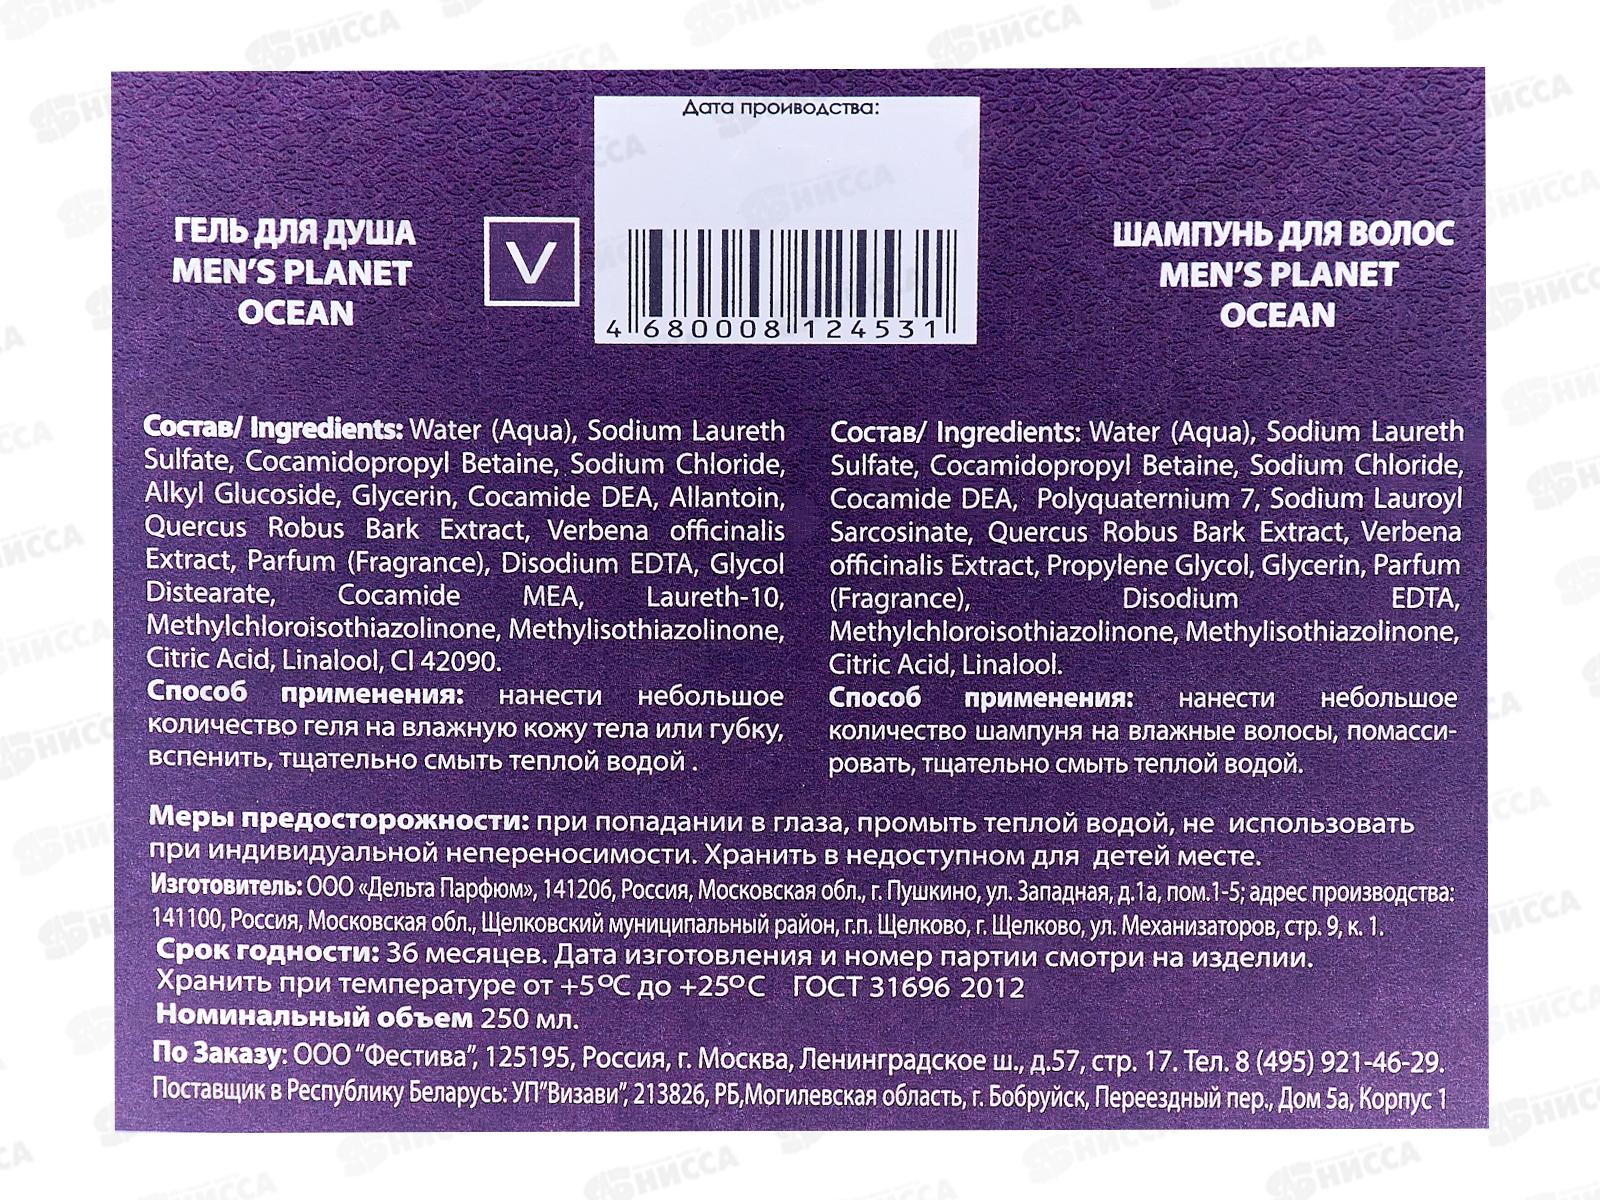 Дата проиводства:
4 680008 124531
ГЕЛЬ ДЛЯ ДУША
MEN'S PLANET
OCEAN
V
ШАМПУНЬ ДЛЯ ВОЛОС
MEN'S PLANET
OCEAN
Состав/ Ingredients: Water (Aqua), Sodium Laureth
Sulfate, Cocamidopropyl Betaine, Sodium Chloride,
Alkyl Glucoside, Glycerin, Cocamide DEA, Allantoin,
Quercus Robus Bark Extract, Verbena officinalis
Extract, Parfum (Fragrance), Disodium EDTA, Glycol
Distearate, Cocamide MEA, Laureth-10,
Methylchloroisothiazolinone, Methylisothiazolinone,
Citric Acid, Linalool, Cl 42090.
Способ применения: нанести небольшое
количество геля на влажную кожу тела или губку,
вспенить, тщательно смыть теплой водой .
Состав/ Ingredients: Water (Aqua), Sodium Laureth
Sulfate, Cocamidopropyl Betaine, Sodium Chloride,
Cocamide DEA, Polyquaternium 7, Sodium Lauroyl
Sarcosinate, Quercus Robus Bark Extract, Verbena
officinalis Extract, Propylene Glycol, Glycerin, Parfum
(Fragrance), Disodium EDTA,
Methylchloroisothiazolinone, Methylisothiazolinone,
Citric Acid, Linalool.
Способ применения: нанести небольшое
количество шампуня на влажные волосы, помасси-
ровать, тщательно смыть теплой водой.
Меры предосторожности: при попадании в глаза, промыть теплой водой, не использовать
при индивидуальной непереносимости. Хранить в недоступном для детей месте.
Изготовитель: ООО «Дельта Парфюм», 141206, Россия, Московская обл., г. Пушкино, ул. Западная, д.1а, пом.1-5; адрес производства:
141100, Россия, Московская обл., Щелковский муниципальный район, г.п. Щелково, г. Щелково, ул. Механизаторов, стр. 9, к. 1.
Срок годности: 36 месяцев. Дата изготовления и номер партии смотри на изделии.
Хранить при температуре от +5°C до +25°C ГОСТ 31696 2012
Номинальный объем 250 мл.
По Заказу: ООО "Фестива", 125195, Россия, г. Москва, Ленинградское ш., д.57, стр. 17. Тел. 8 (495) 921-46-29.
Поставщик в Республику Беларусь: УП"Визави", 213826, РБ,Могилевская область, г. Бобруйск, Переездный пер., Дом 5а, Корпус 1